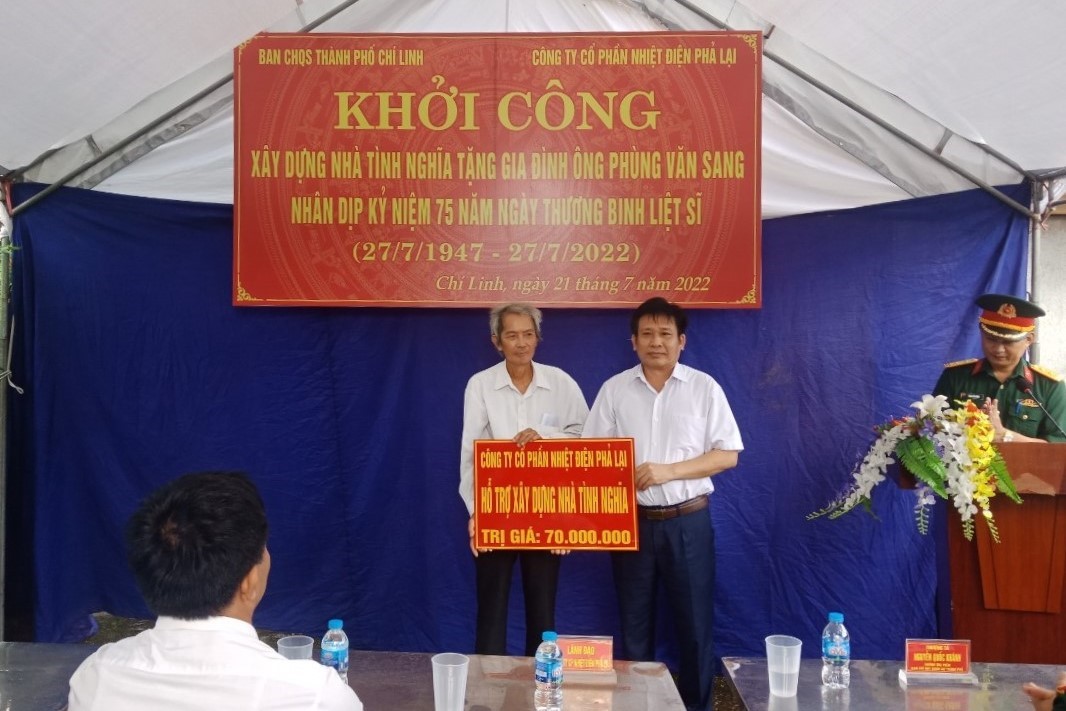 BAN CHQS THÀNH PHỐ CHÍ LINH
CÔNG TY CỔ PHẦN NHIỆT ĐIỆN PHẢ LẠI
KHỞI CÔNG
XÂY DỰNG NHÀ TÌNH NGHĨA TẶNG GIA ĐÌNH ÔNG PHÙNG VĂN SANG
NHÂN DỊP KỶ NIỆM 75 NĂM NGÀY THƯƠNG BINH LIỆT SĨ
(27/7/1947 - 27/7/2022)
Chí Linh, ngày 21 tháng 7 năm 2022
CÔNG TY CỔ PHẦN NHIỆT ĐIỆN PHẢ LẠI
HỖ TRỢ XÂY DỰNG NHÀ TÌNH NGHĨA
TRỊ GIÁ: 70.000.000
LÃNH ĐẠO
NGUYỄN QUỐC KHÁNH